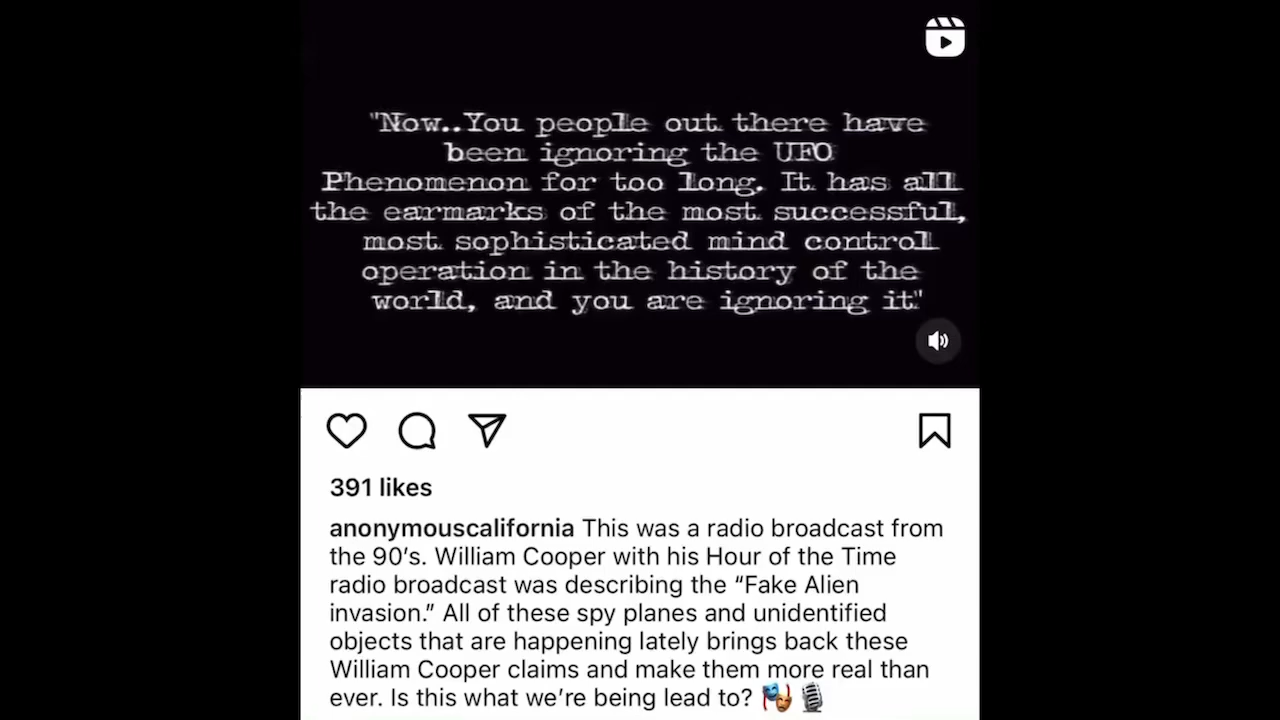 "Now..You people out there have
been ignoring the UFO
Phenomenon for too long. It has all
the earmarks of the most successful,
most sophisticated mind control
operation in the history of the
world, and you are ignoring it"
391 likes
anonymouscalifornia This was a radio broadcast from
the 90’s. William Cooper with his Hour of the Time
radio broadcast was describing the “Fake Alien
invasion.” All of these spy planes and unidentified
objects that are happening lately brings back these
William Cooper claims and make them more real than
ever. Is this what we’re being lead to? 🎭🎙️